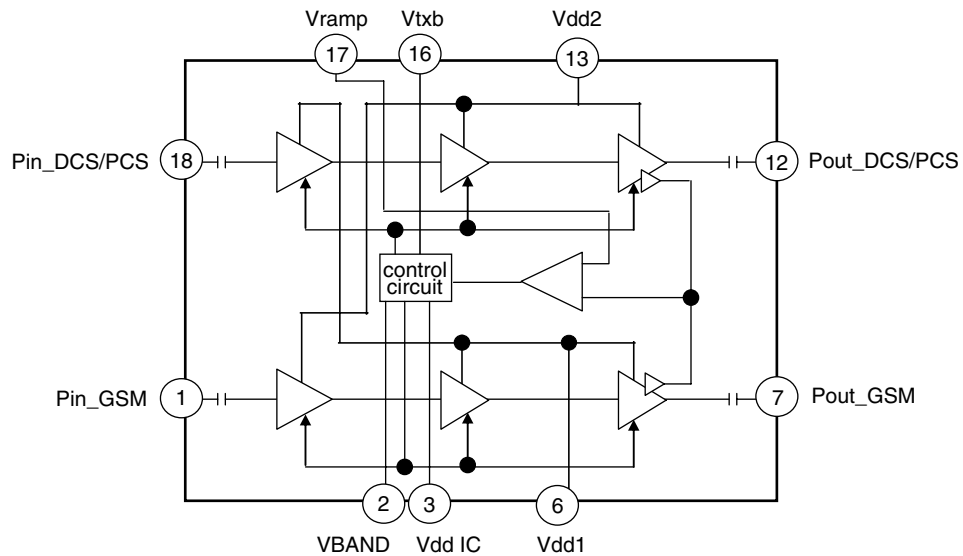 Vramp
Vtxb
Vdd2
17
16
13
Pin_DCS/PCS
18
12
Pout_DCS/PCS
control
circuit
Pin_GSM
1
7
Pout_GSM
2
3
6
VBAND
Vdd IC
Vdd1